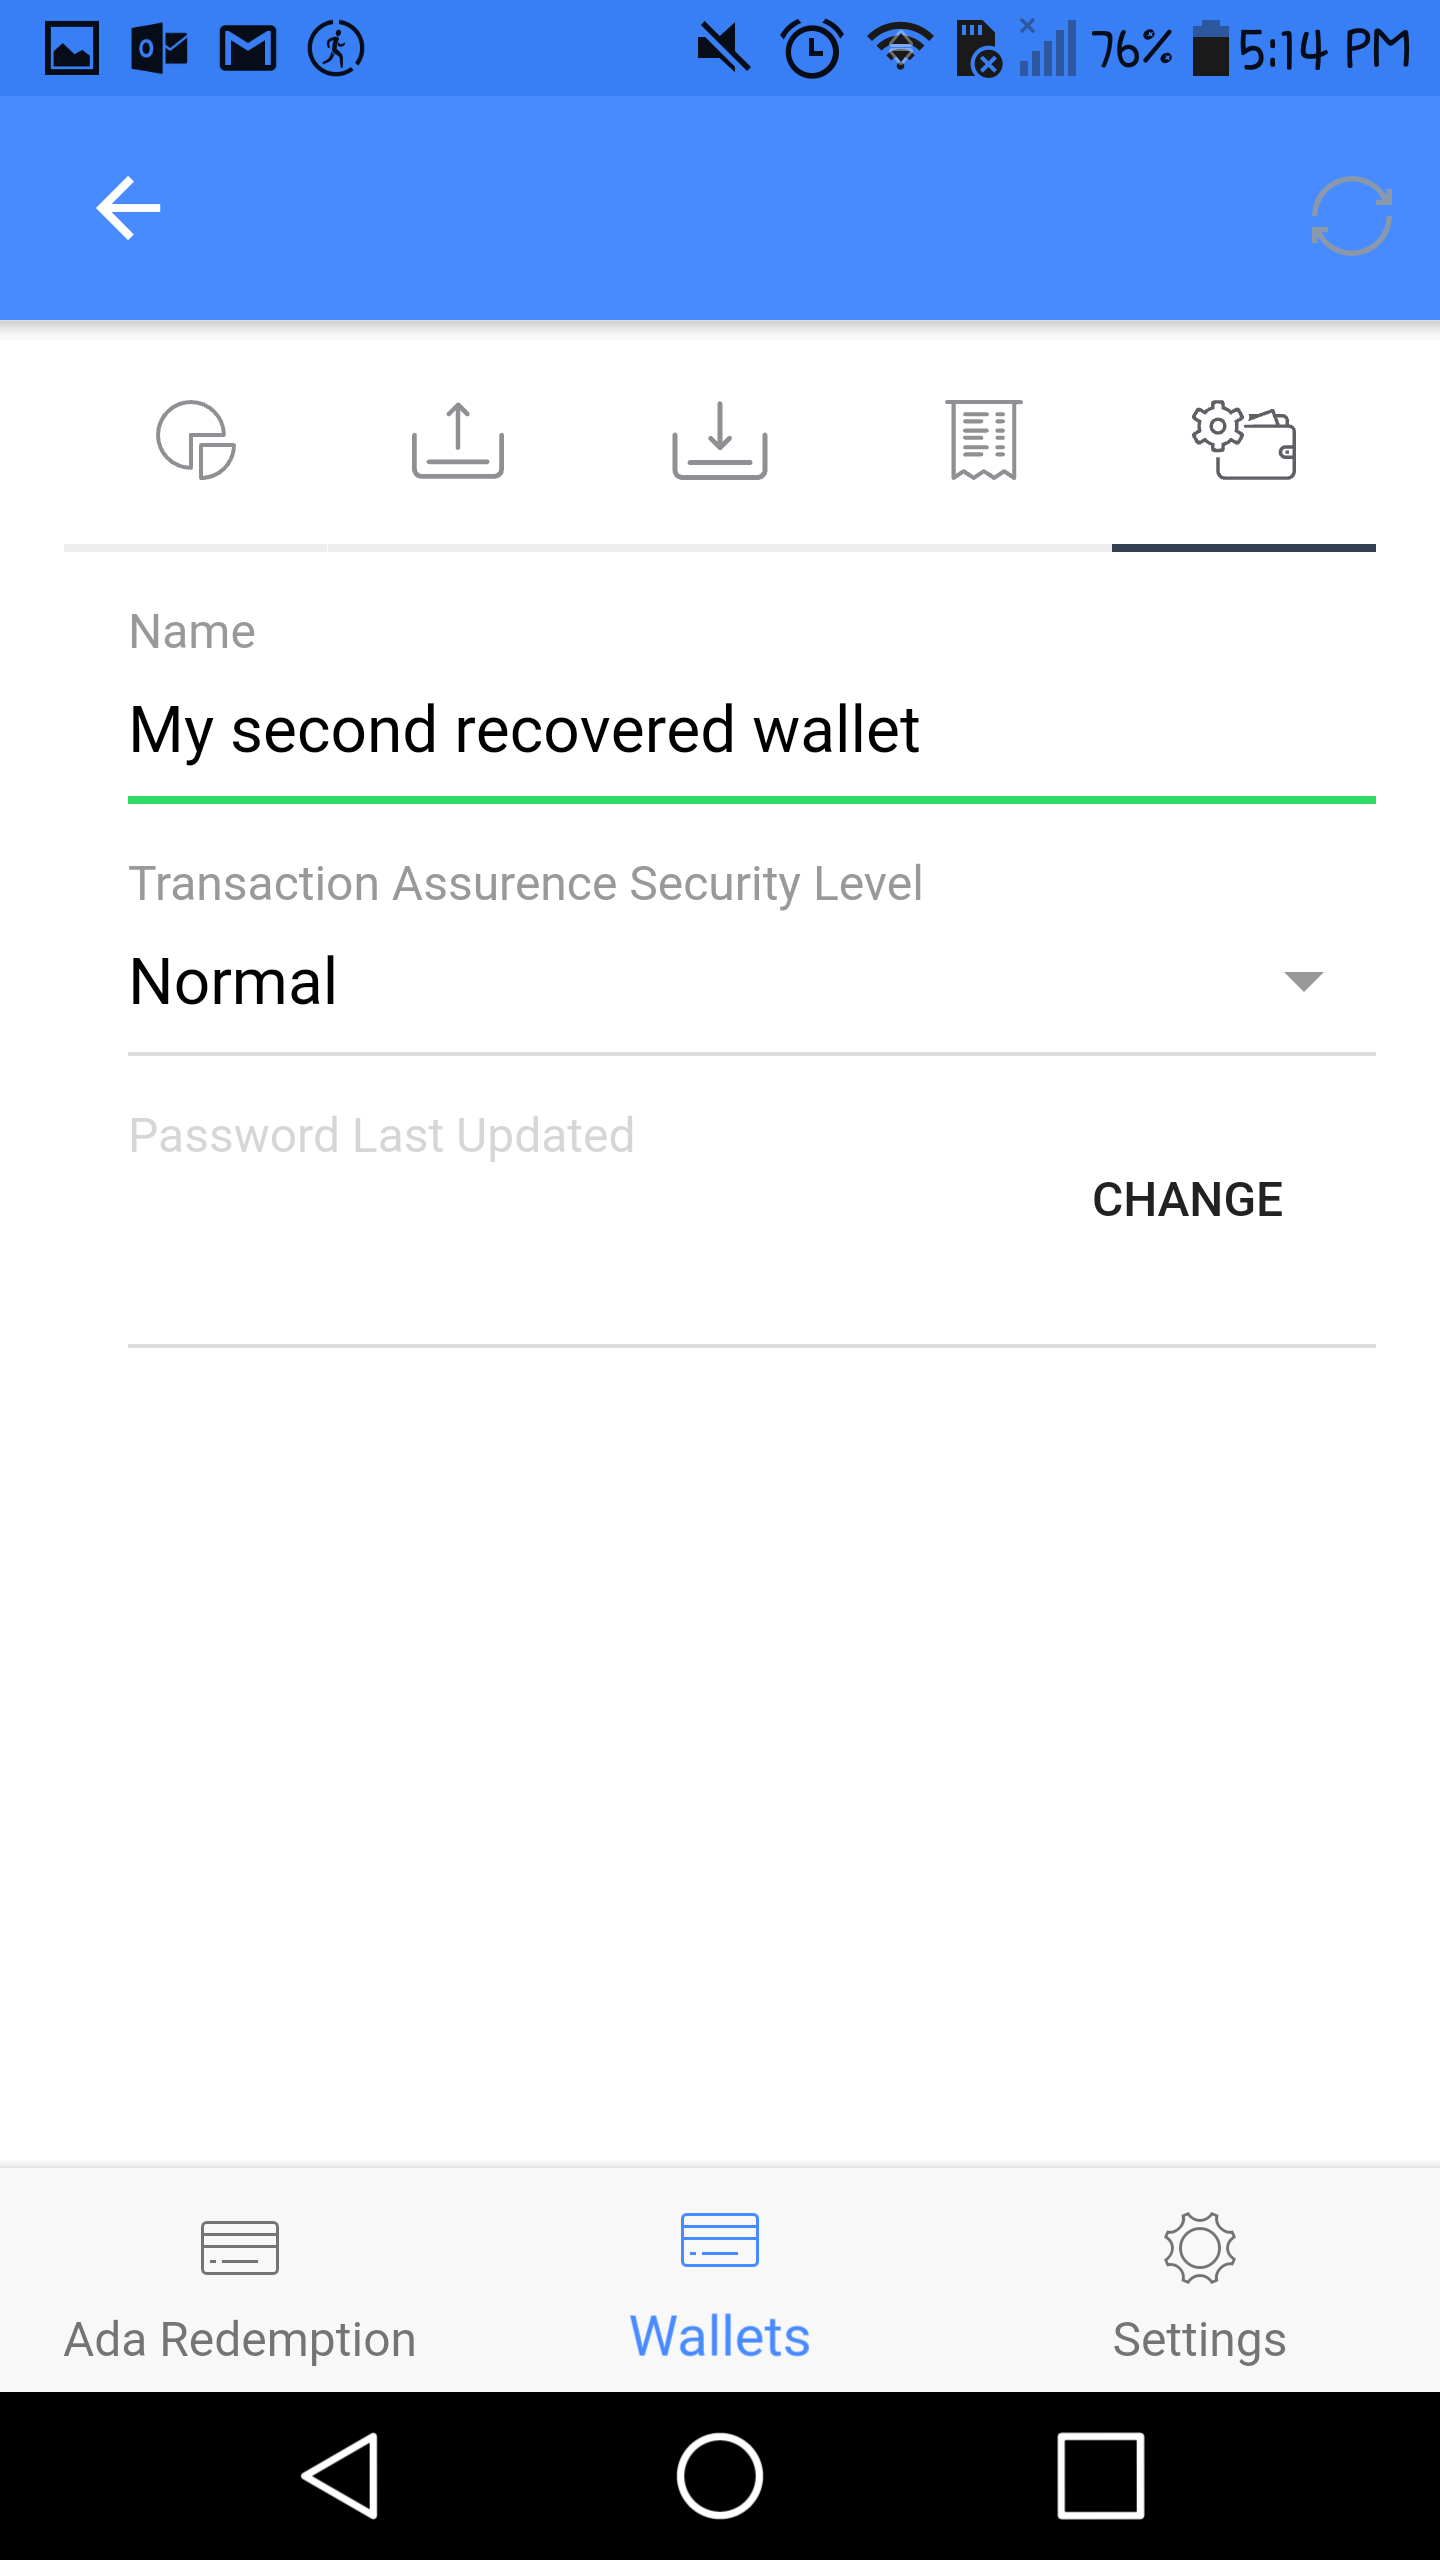 76% 5:14 PM
Name
My second recovered wallet
Transaction Assurence Security Level
Normal
Password Last Updated
CHANGE
Ada Redemption
Wallets
Settings